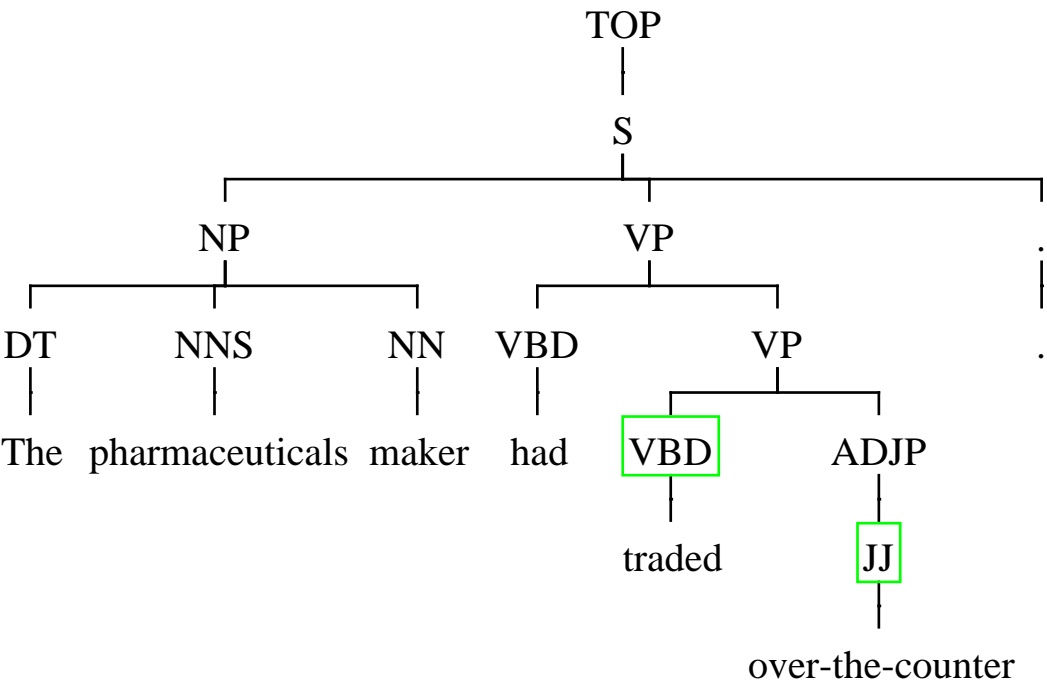 TOP
S
NP VP .
DT NNS NN VBD VP .
The pharmaceuticals maker had VBD ADJP
traded JJ
over-the-counter